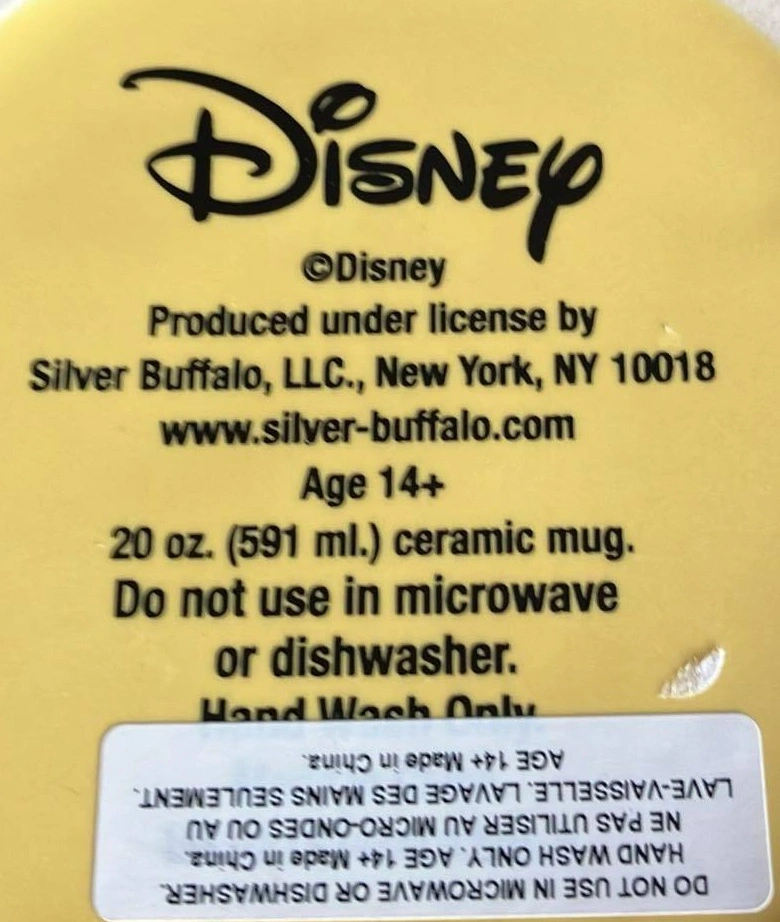 Disney
©Disney
Produced under license by
Silver Buffalo, LLC., New York, NY 10018
www.silver-buffalo.com
Age 14+
20 oz. (591 ml.) ceramic mug.
Do not use in microwave
or dishwasher.
Hand Wash Only.
DO NOT USE IN MICROWAVE OR DISHWASHER.
HAND WASH ONLY. AGE 14+ Made in China.
NE PAS UTILISER AU MICRO-ONDES OU AU
LAVE-VAISSELLE. LAVAGE DES MAINS SEULEMENT.
AGE 14+ Made in China.